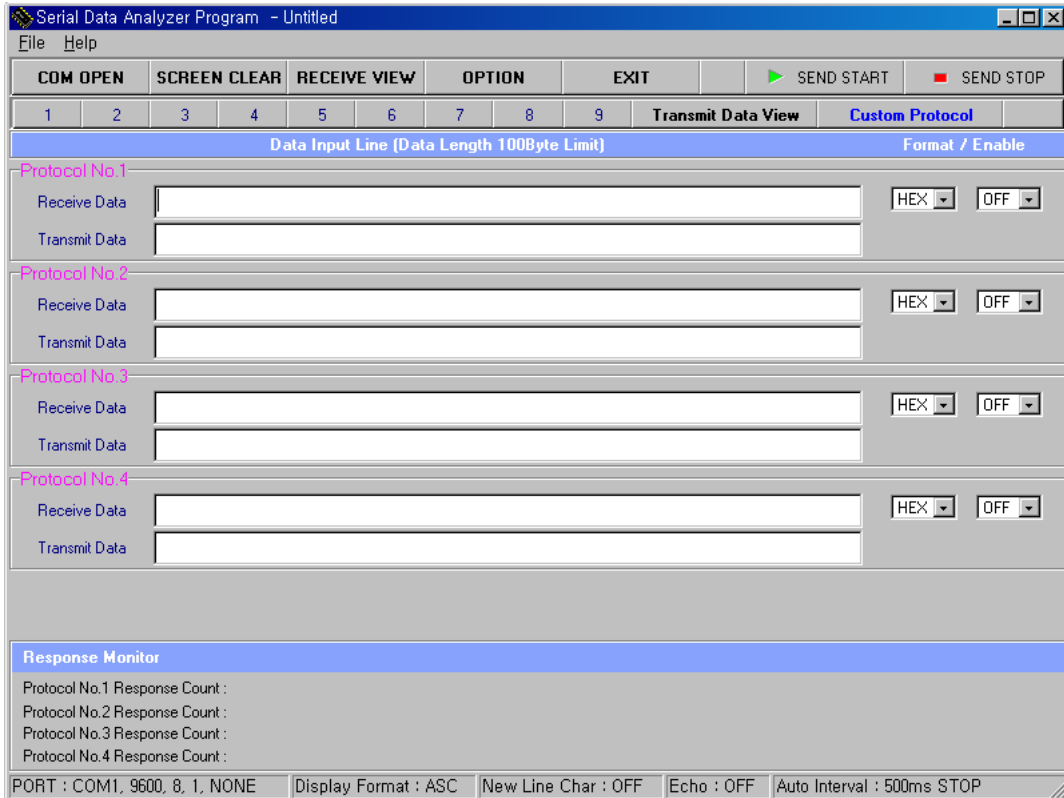 Serial Data Analyzer Program - Untitled
File Help
COM OPEN SCREEN CLEAR RECEIVE VIEW OPTION EXIT SEND START SEND STOP
1 2 3 4 5 6 7 8 9 Transmit Data View Custom Protocol
Data Input Line (Data Length 100Byte Limit) Format / Enable
Protocol No.1
Receive Data HEX OFF
Transmit Data
Protocol No.2
Receive Data HEX OFF
Transmit Data
Protocol No.3
Receive Data HEX OFF
Transmit Data
Protocol No.4
Receive Data HEX OFF
Transmit Data
Response Monitor
Protocol No.1 Response Count :
Protocol No.2 Response Count :
Protocol No.3 Response Count :
Protocol No.4 Response Count :
PORT : COM1, 9600, 8, 1, NONE Display Format : ASC New Line Char : OFF Echo : OFF Auto Interval : 500ms STOP